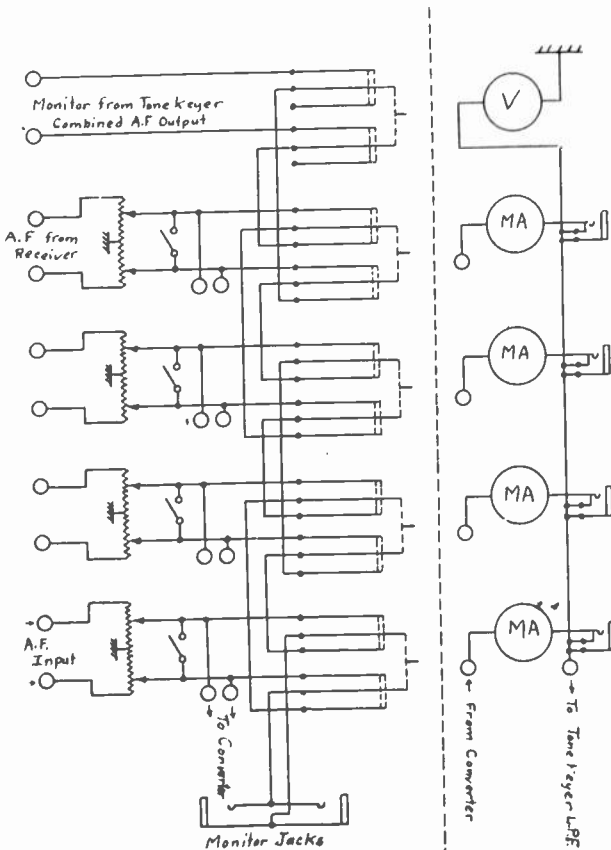 Monitor from Tone Keyer
Combined A.F Output
A.F from
Receiver
A.F.
Input
To Converter
Monitor Jacks
V
MA
MA
MA
MA
From Converter
To Tone Keyer L.P.F.